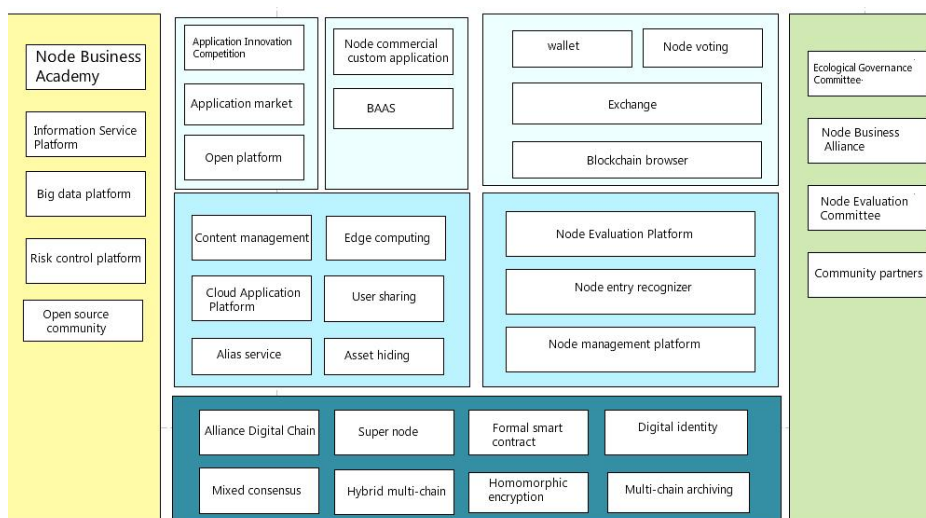 Node Business
Academy
Information Service
Platform
Big data platform
Risk control platform
Open source
community
Application Innovation
Competition
Application market
Open platform
Node commercial
custom application
BAAS
wallet
Node voting
Exchange
Blockchain browser
Content management
Edge computing
Cloud Application
Platform
User sharing
Alias service
Asset hiding
Node Evaluation Platform
Node entry recognizer
Node management platform
Alliance Digital Chain
Super node
Formal smart
contract
Digital identity
Mixed consensus
Hybrid multi-chain
Homomorphic
encryption
Multi-chain archiving
Ecological Governance
Committee
Node Business
Alliance
Node Evaluation
Committee
Community partners